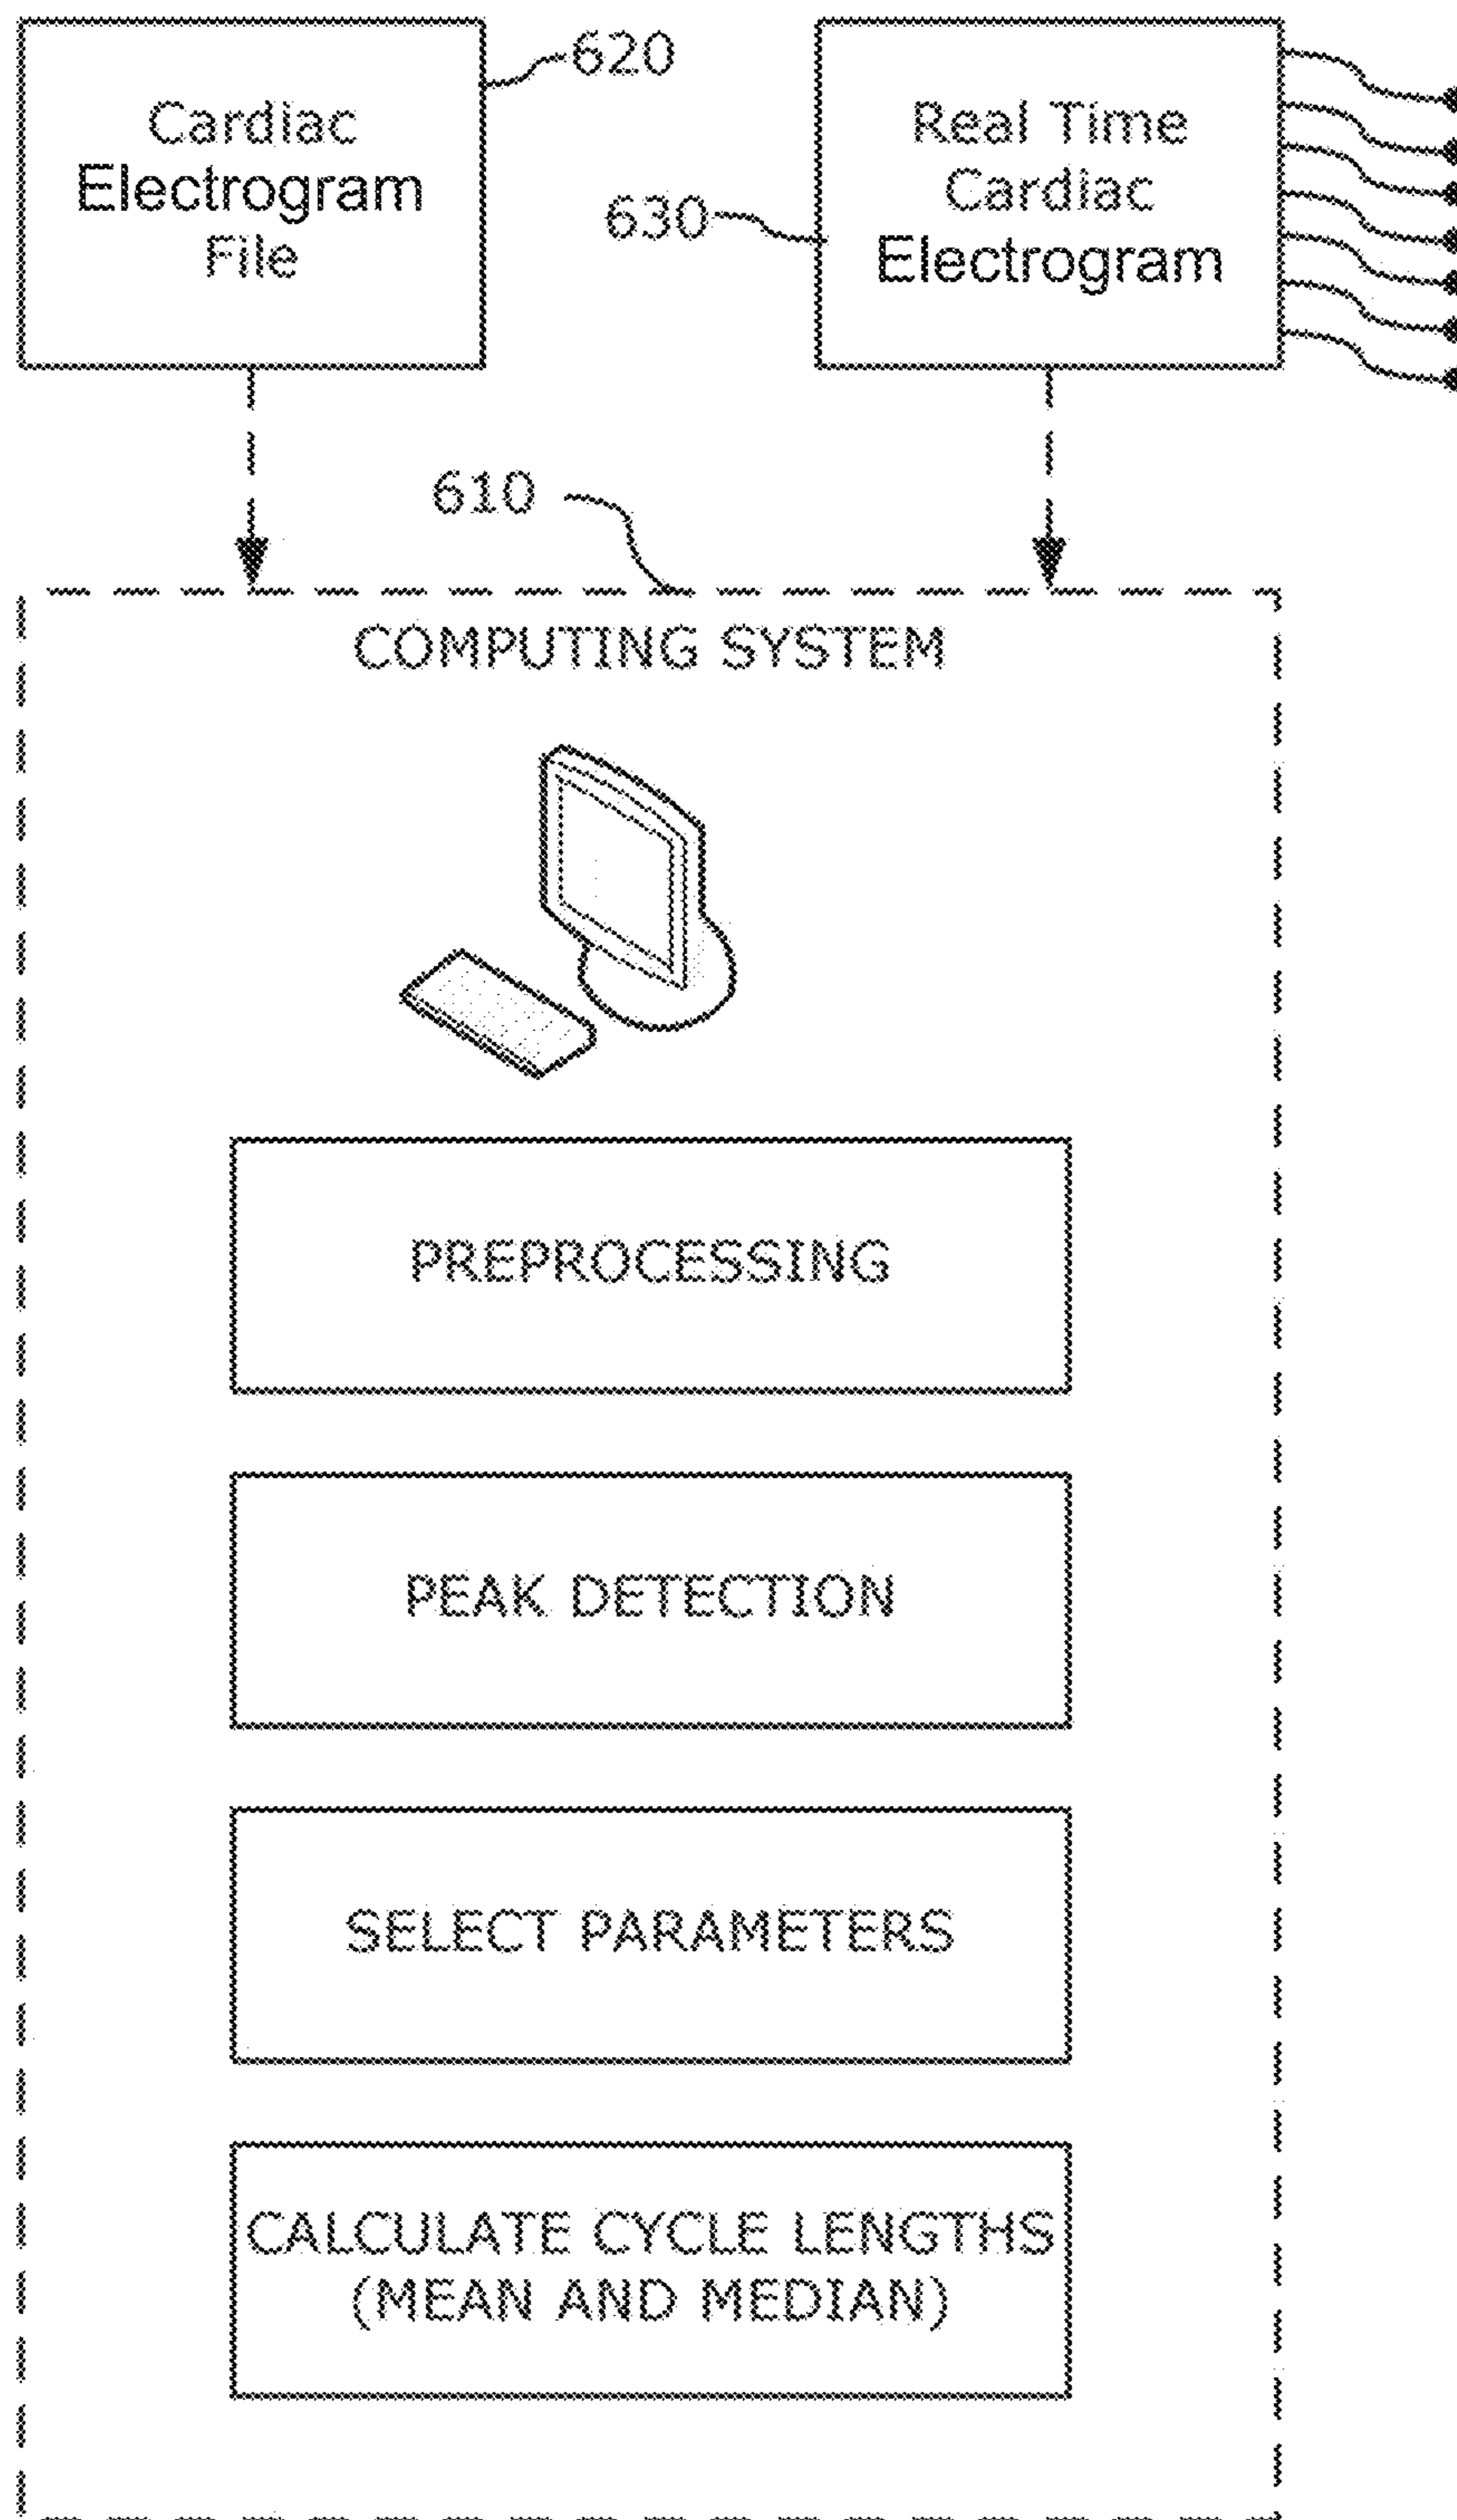 Cardiac
Electrogram
File
620
Real Time
Cardiac
Electrogram
630
610
COMPUTING SYSTEM
PREPROCESSING
PEAK DETECTION
SELECT PARAMETERS
CALCULATE CYCLE LENGTHS
(MEAN AND MEDIAN)